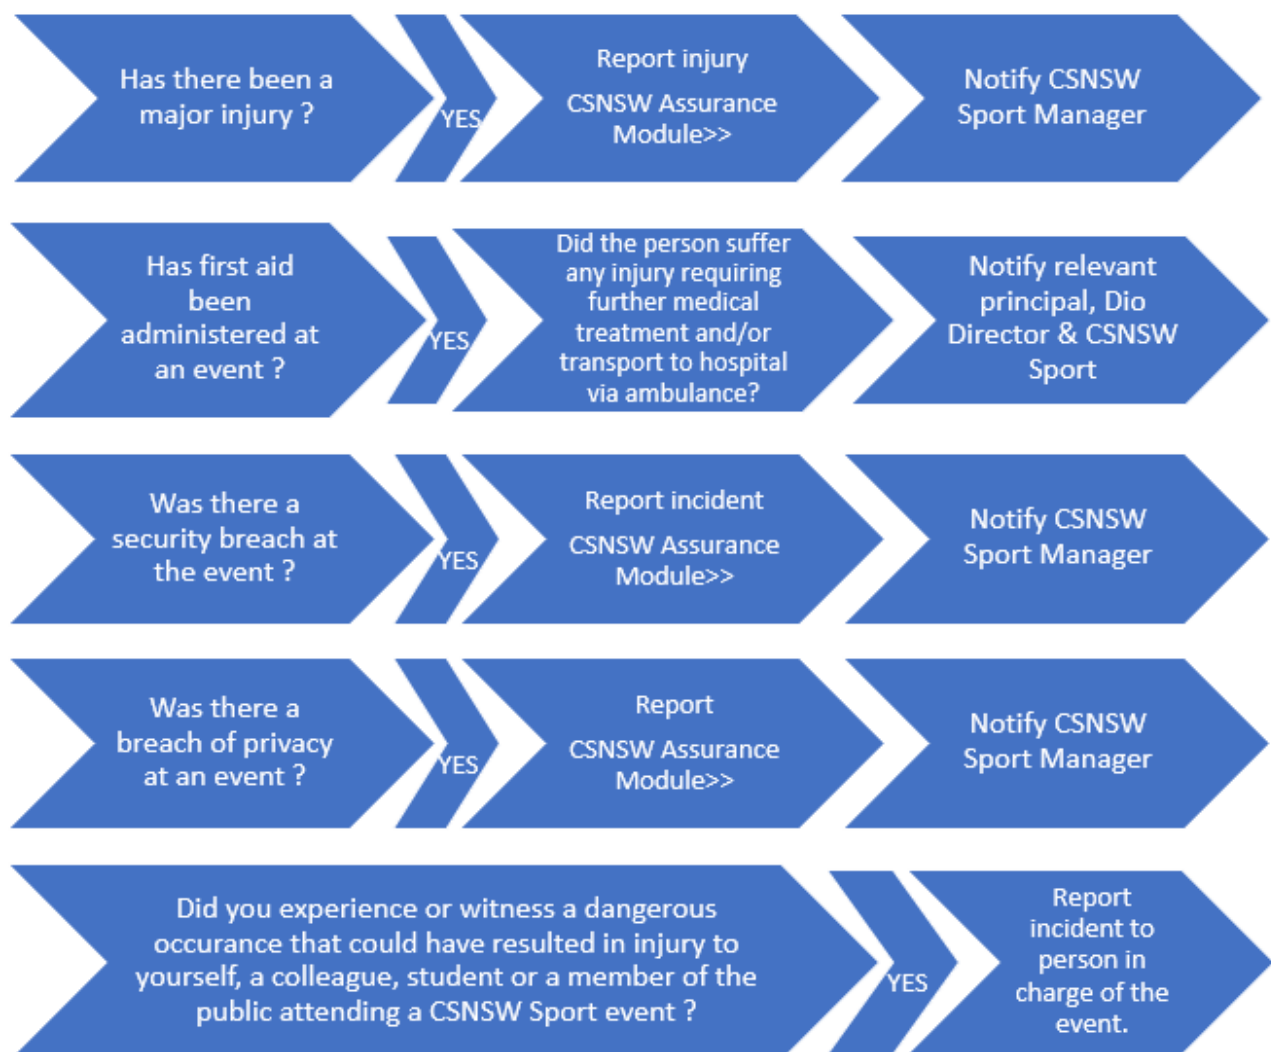 Has there been a
major injury ?
YES
Report injury
CSNSW Assurance
Module>>
Notify CSNSW
Sport Manager
Has first aid
been
administered at
an event ?
YES
Did the person suffer
any injury requiring
further medical
treatment and/or
transport to hospital
via ambulance?
Notify relevant
principal, Dio
Director & CSNSW
Sport
Was there a
security breach at
the event ?
YES
Report incident
CSNSW Assurance
Module>>
Notify CSNSW
Sport Manager
Was there a
breach of privacy
at an event ?
YES
Report
CSNSW Assurance
Module>>
Notify CSNSW
Sport Manager
Did you experience or witness a dangerous
occurance that could have resulted in injury to
yourself, a colleague, student or a member of the
public attending a CSNSW Sport event ?
YES
Report
incident to
person in
charge of the
event.